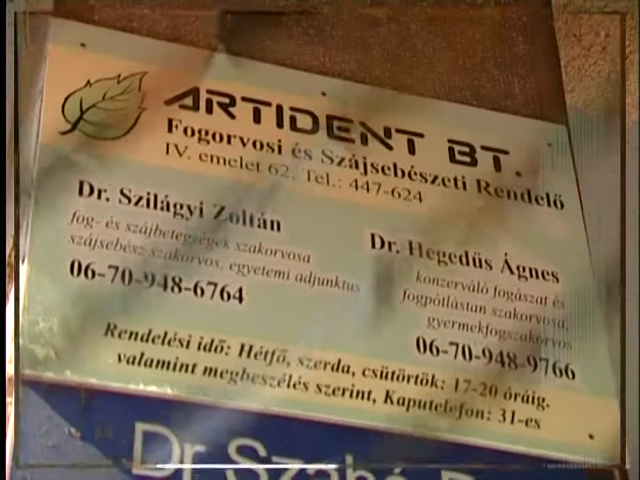 ARTIDENT BT.
Fogorvosi és Szájsebészeti Rendelő
IV. emelet 62. Tel.: 447-624
Dr. Szilágyi Zoltán
fog- és szájbetegségek szakorvosa
szájsebész szakorvos, egyetemi adjunktus
06-70-948-6764
Dr. Hegedűs Ágnes
konzerváló fogászat és
fogpótlástan szakorvosa,
gyermekfogszakorvos
06-70-948-9766
Rendelési idő: Hétfő, szerda, csütörtök: 17-20 óráig.
valamint megbeszélés szerint, Kaputelefon: 31-es
Dr Szabó